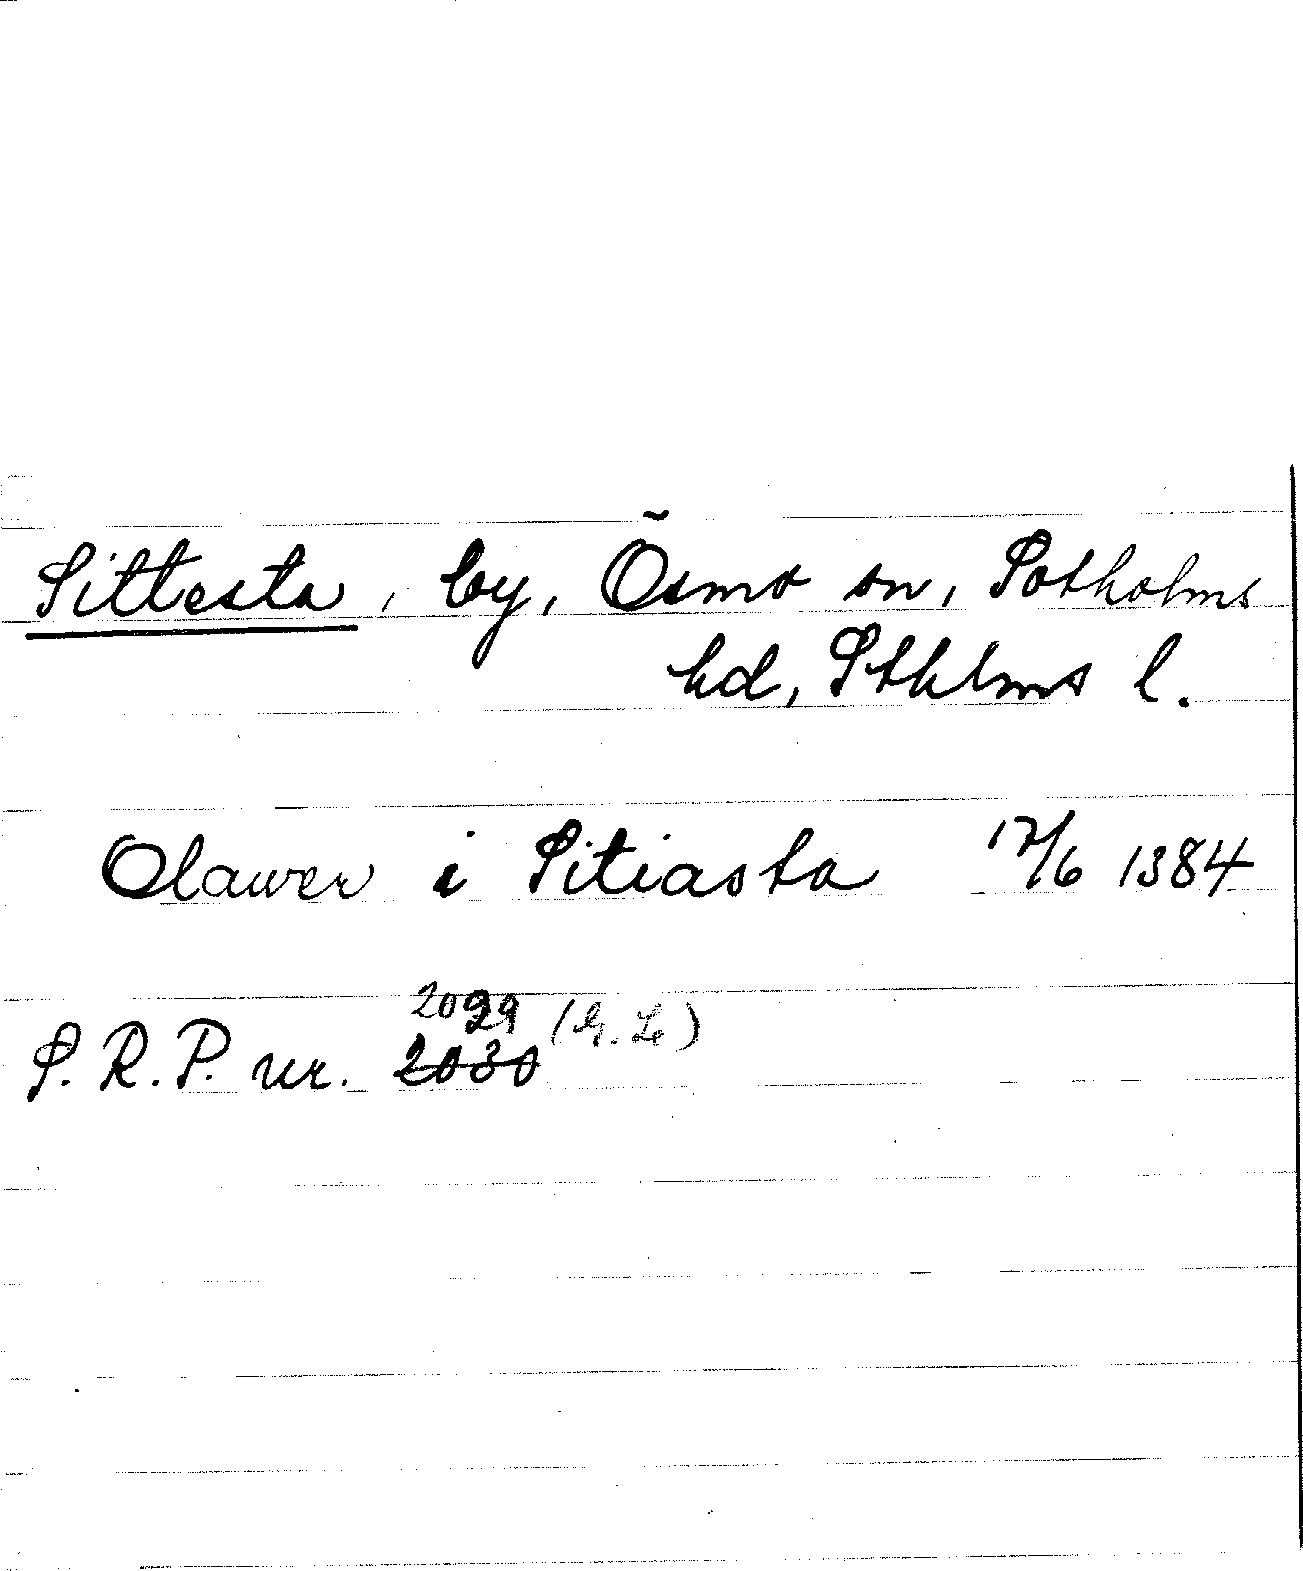 Sittesta, by, Ösmo sn, Sotholms
hd, Sthlms l.
Olawer i Sitiasta 17/6 1384
2029 (G. L)
S. R. P. nr. 2030